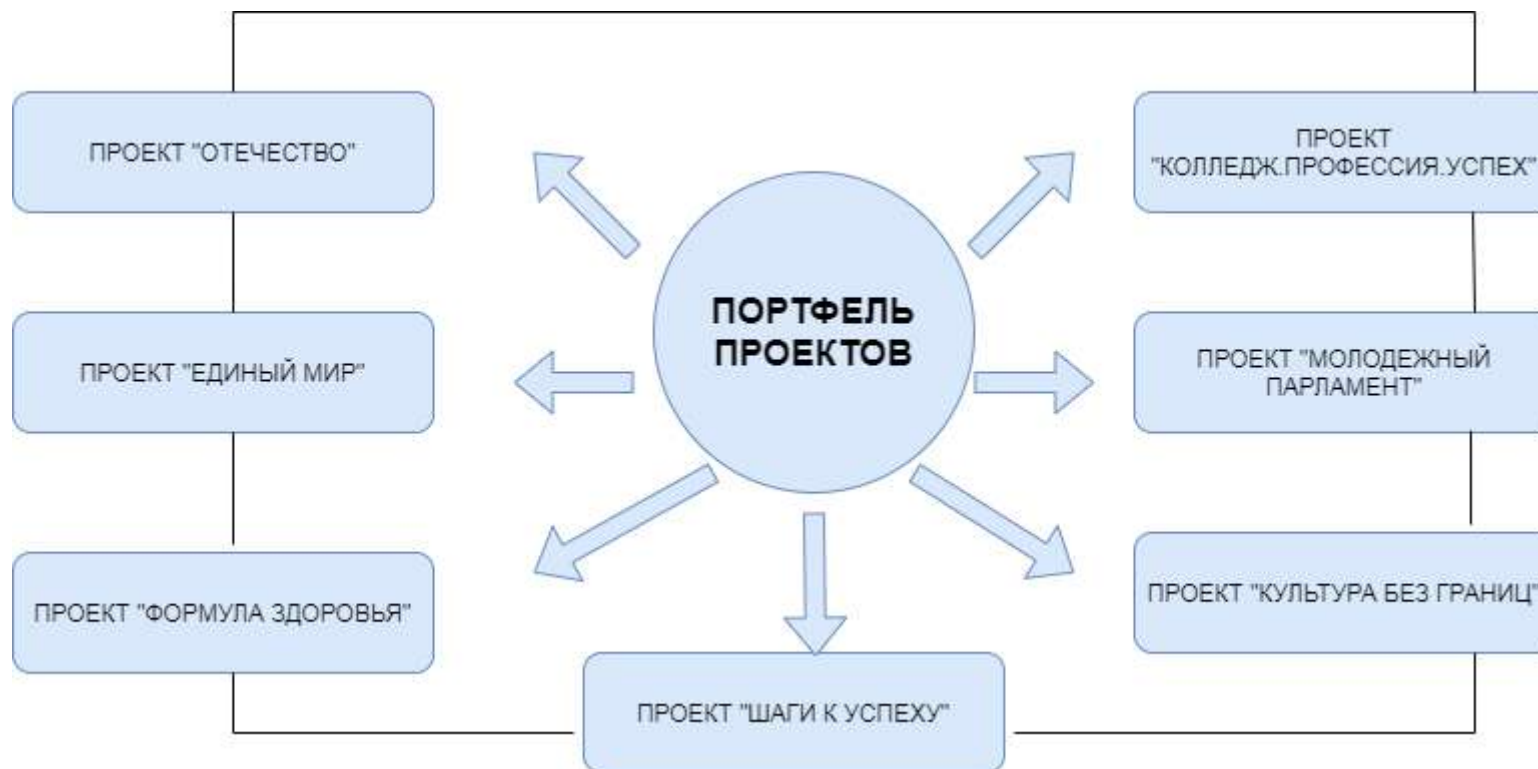 ПРОЕКТ "ОТЕЧЕСТВО"
ПРОЕКТ
"КОЛЛЕДЖ.ПРОФЕССИЯ.УСПЕХ"
ПОРТФЕЛЬ
ПРОЕКТОВ
ПРОЕКТ "ЕДИНЫЙ МИР"
ПРОЕКТ "МОЛОДЕЖНЫЙ
ПАРЛАМЕНТ"
ПРОЕКТ "ФОРМУЛА ЗДОРОВЬЯ"
ПРОЕКТ "КУЛЬТУРА БЕЗ ГРАНИЦ"
ПРОЕКТ "ШАГИ К УСПЕХУ"